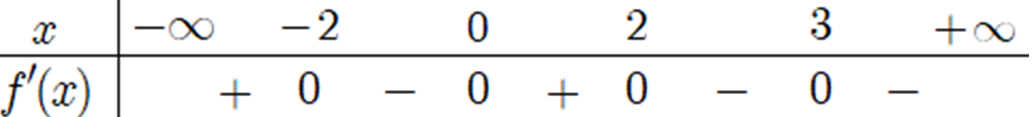 x −∞ −2 0 2 3 +∞
f′(x) + 0 − 0 + 0 − 0 −